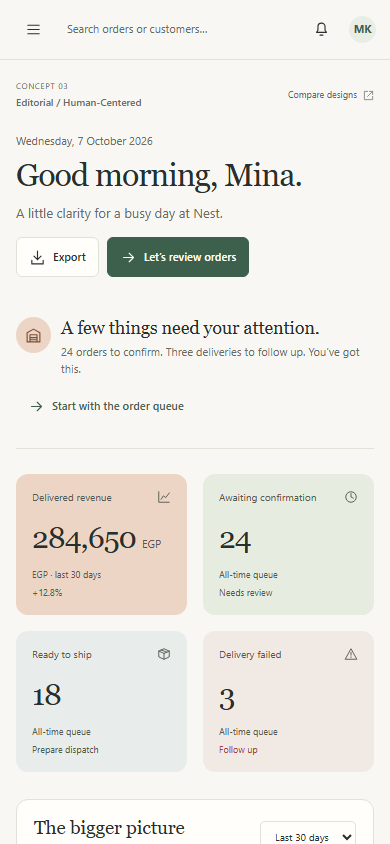 Search orders or customers...
MK
CONCEPT 03
Editorial / Human-Centered
Compare designs
Wednesday, 7 October 2026
Good morning, Mina.
A little clarity for a busy day at Nest.
Export
Let's review orders
A few things need your attention.
24 orders to confirm. Three deliveries to follow up. You've got
this.
Start with the order queue
Delivered revenue
284,650 EGP
EGP · last 30 days
+12.8%
Awaiting confirmation
24
All-time queue
Needs review
Ready to ship
18
All-time queue
Prepare dispatch
Delivery failed
3
All-time queue
Follow up
The bigger picture
Last 30 days